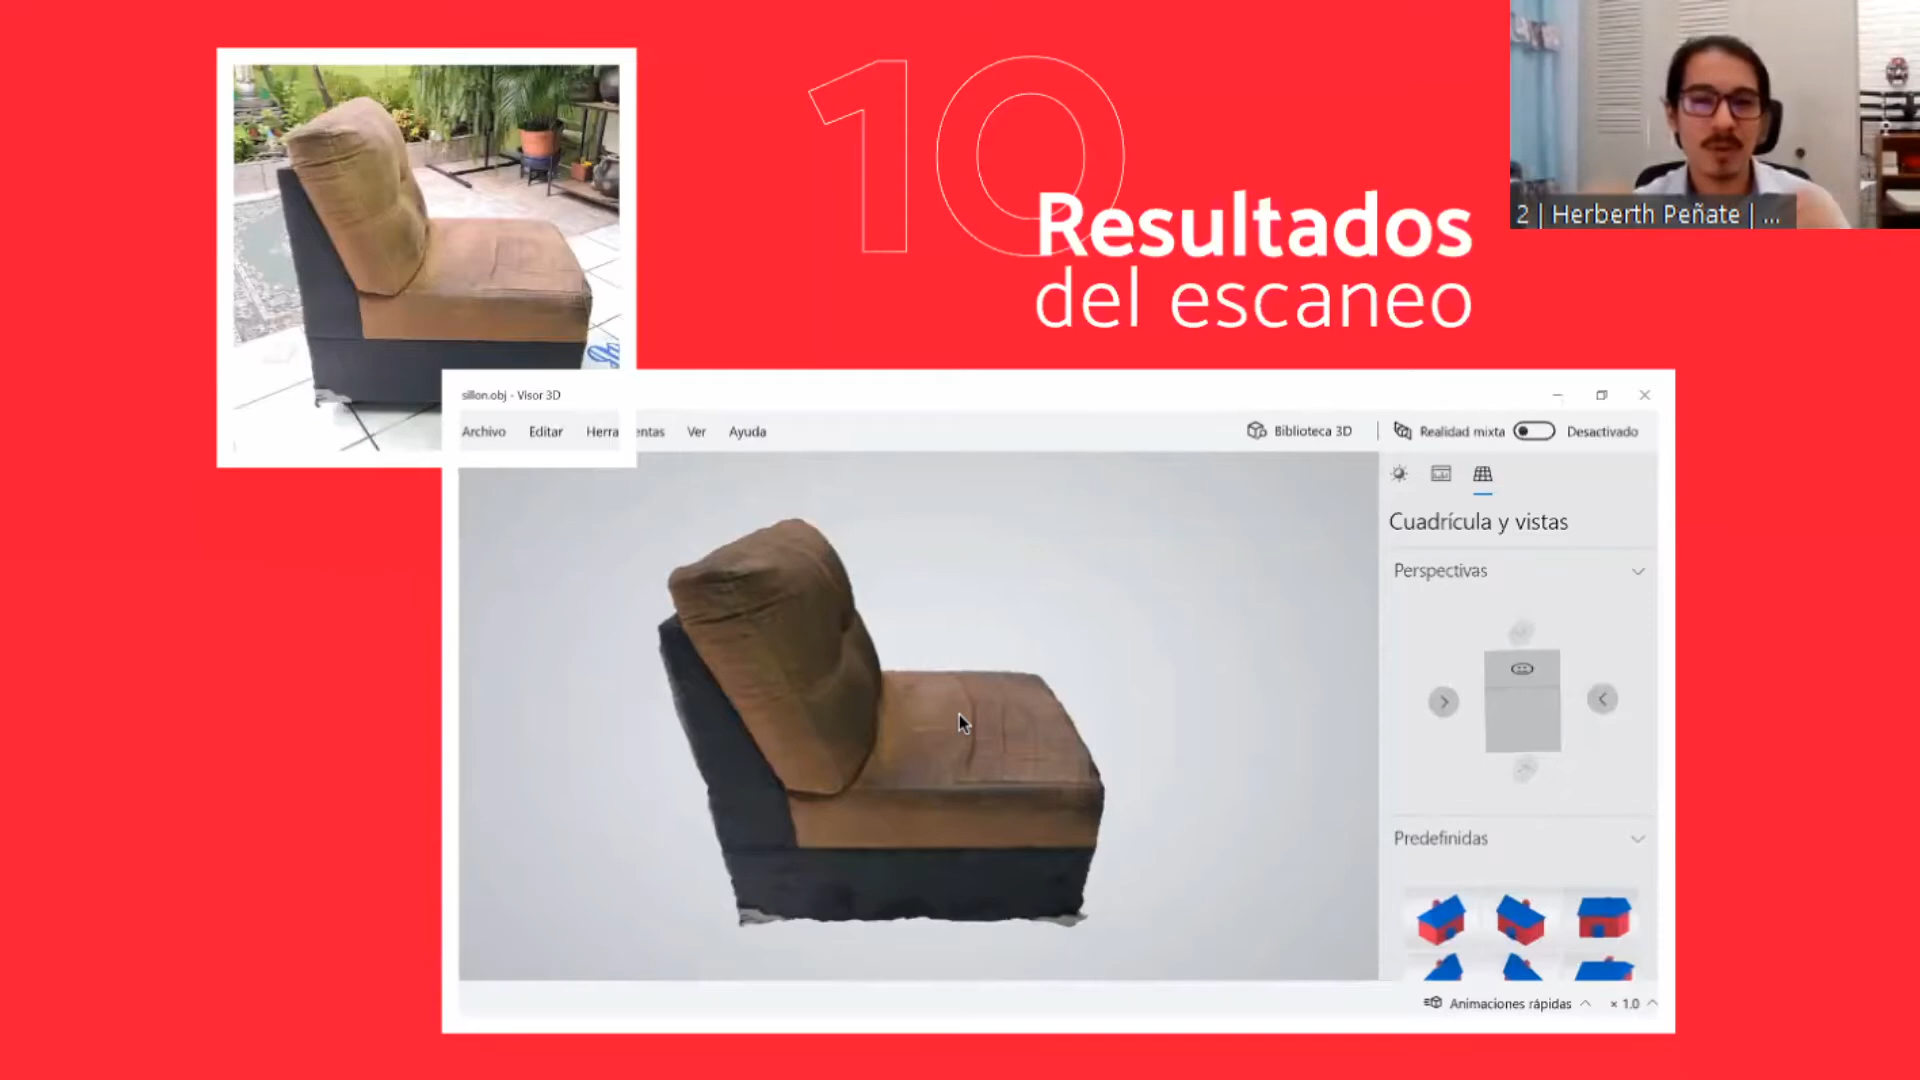 10
Resultados
del escaneo
2 | Herberth Peñate | ...
sillon.obj - Visor 3D
Archivo Editar Herra entas Ver Ayuda
Biblioteca 3D
Realidad mixta
Desactivado
Cuadrícula y vistas
Perspectivas
Predefinidas
Animaciones rápidas
× 1.0